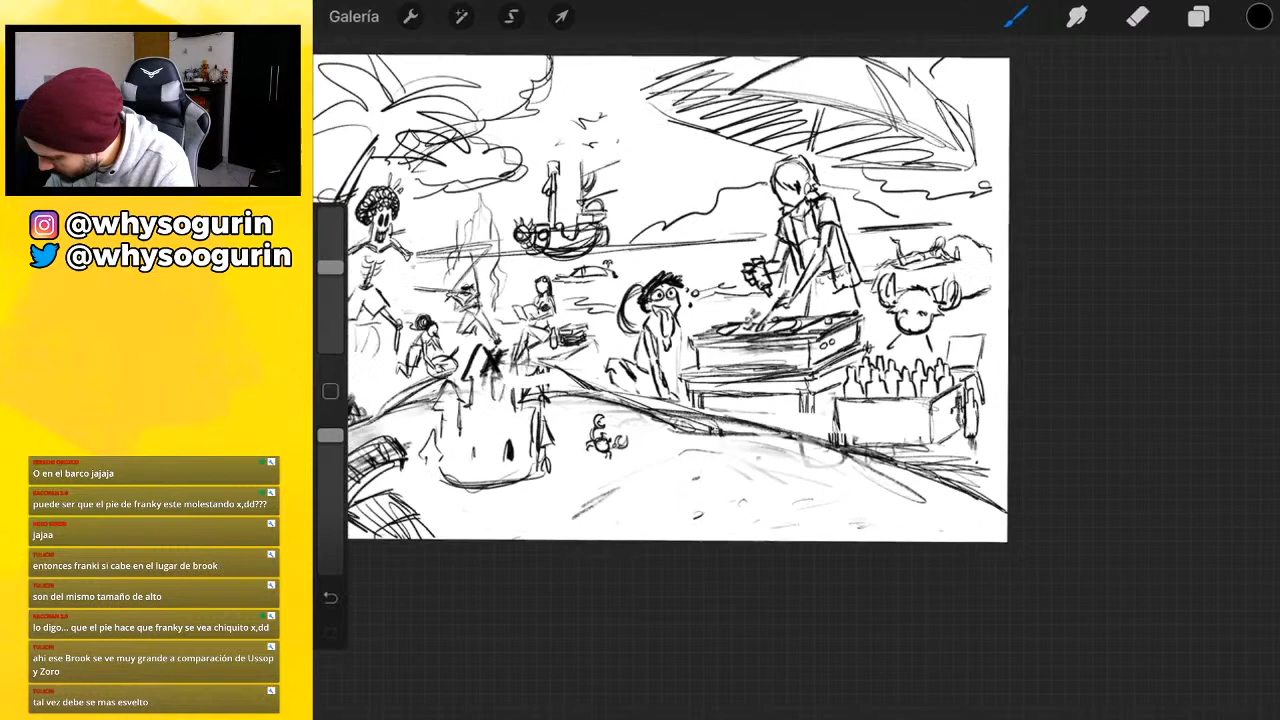 Galería
@whysogurin
@whysoogurin
O en el barco jajaja
puede ser que el pie de franky este molestando x,dd???
jajaa
entonces franki si cabe en el lugar de brook
son del mismo tamaño de alto
lo digo... que el pie hace que franky se vea chiquito x,dd
ahi ese Brook se ve muy grande a comparación de Ussop
y Zoro
tal vez debe se mas esvelto